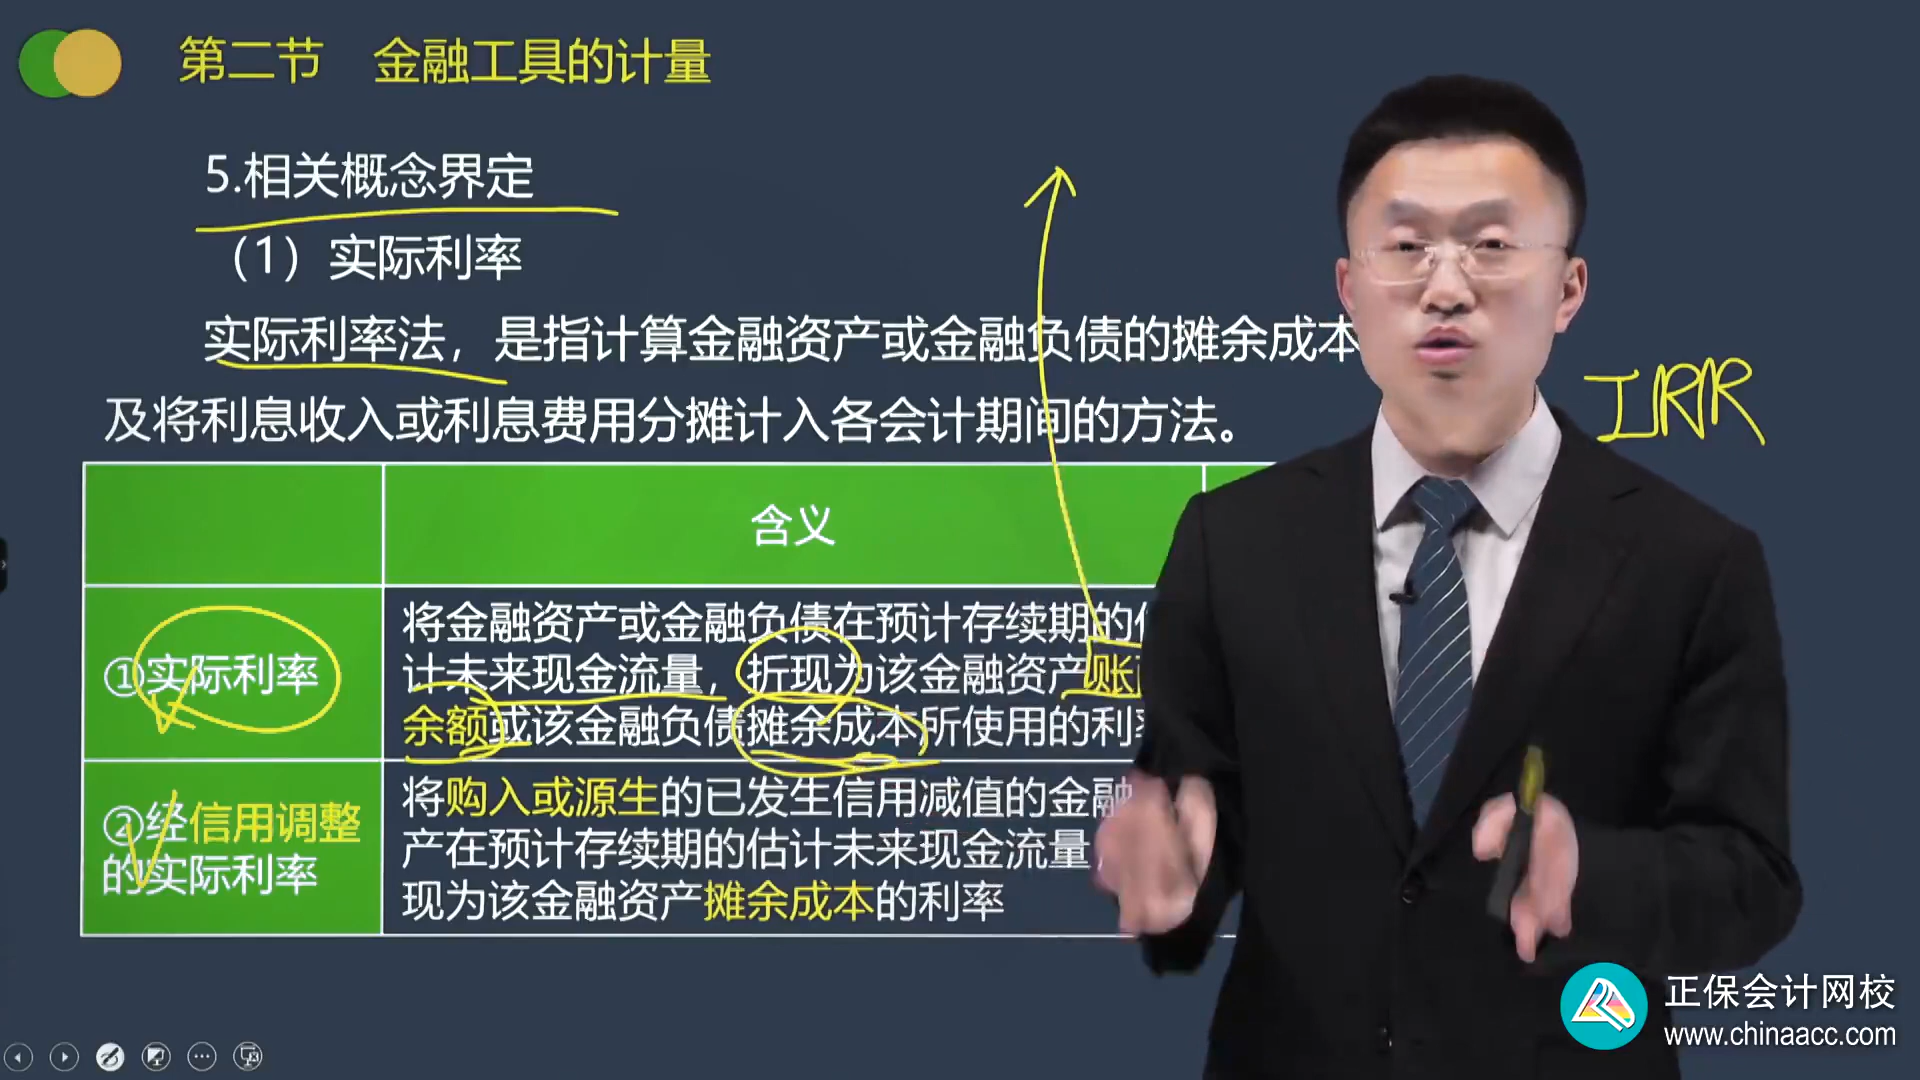 第二节 金融工具的计量
5.相关概念界定
（1）实际利率
实际利率法，是指计算金融资产或金融负债的摊余成本
及将利息收入或利息费用分摊计入各会计期间的方法。
IRR
含义
①实际利率
将金融资产或金融负债在预计存续期的估
计未来现金流量，折现为该金融资产账
余额或该金融负债摊余成本所使用的利率
②经信用调整
的实际利率
将购入或源生的已发生信用减值的金融
产在预计存续期的估计未来现金流量
现为该金融资产摊余成本的利率
正保会计网校
www.chinaacc.com